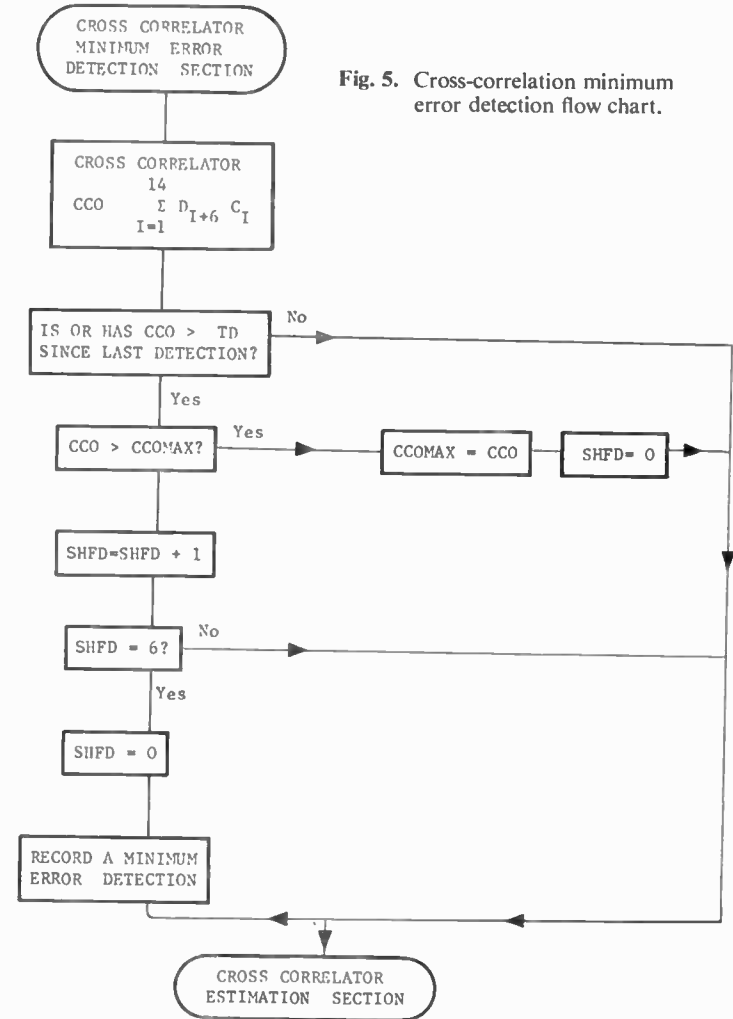 CROSS CORRELATOR
MINIMUM ERROR
DETECTION SECTION
Fig. 5. Cross-correlation minimum
error detection flow chart.
CROSS CORRELATOR
14
CCO Σ D_{I+6} C_I
I=1
IS OR HAS CCO > TD
SINCE LAST DETECTION?
No
Yes
CCO > CCOMAX?
Yes
CCOMAX = CCO
SHFD= O
SHFD=SHFD + 1
SHFD = 6?
No
Yes
SHFD = O
RECORD A MINIMUM
ERROR DETECTION
CROSS CORRELATOR
ESTIMATION SECTION